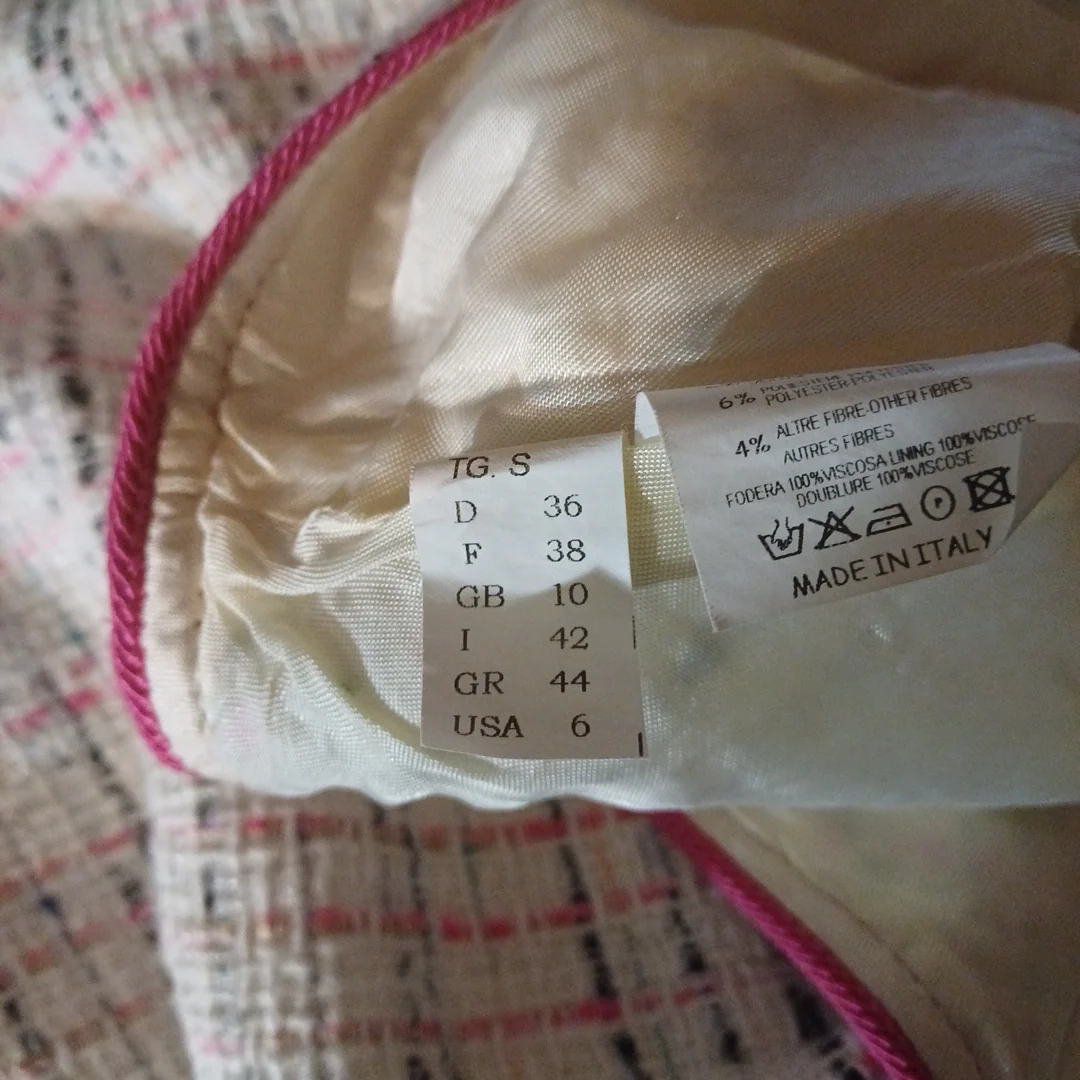 TG. S
D 36
F 38
GB 10
I 42
GR 44
USA 6
6% POLYESTER-POLYESTER
4% ALTRE FIBRE-OTHER FIBRES
AUTRES FIBRES
FODERA 100%VISCOSA LINING 100%VISCOSE
DOUBLURE 100%VISCOSE
P
MADE IN ITALY